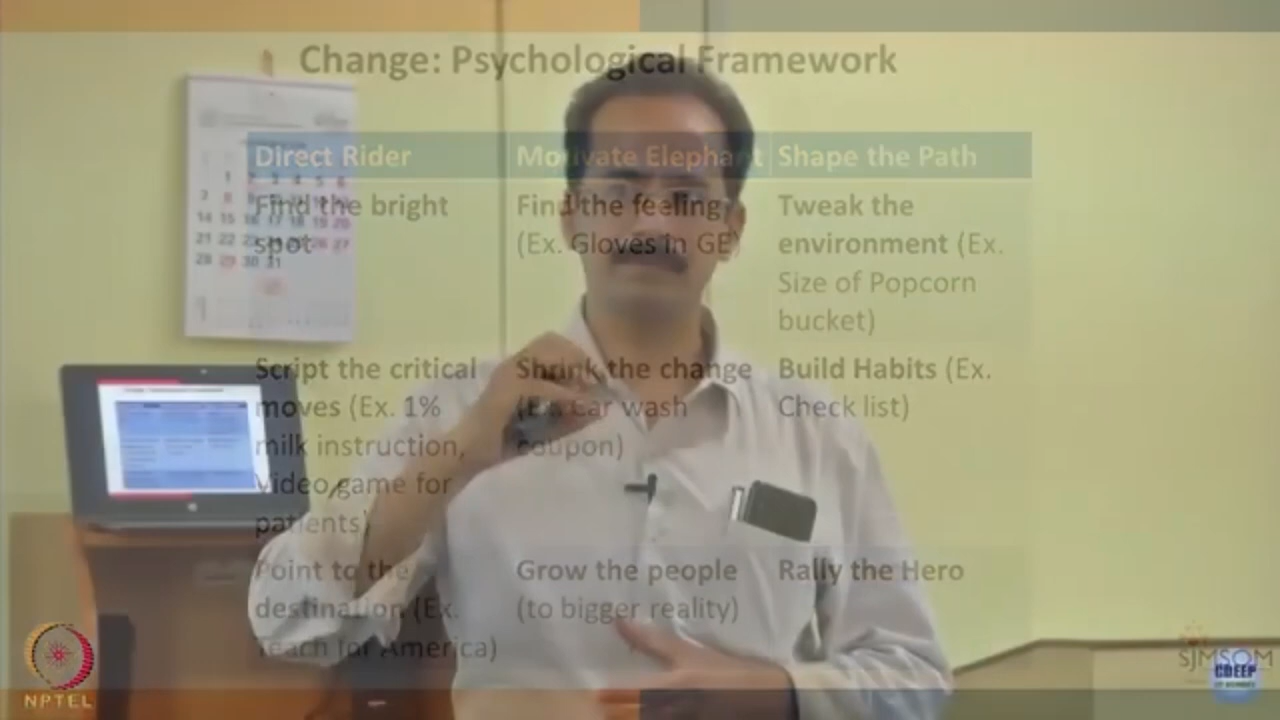 Change: Psychological Framework
Direct Rider
Motivate Elephant
Shape the Path
Find the bright
spot
Find the feeling
(Ex. Gloves in GE)
Tweak the
environment (Ex.
Size of Popcorn
bucket)
Script the critical
moves (Ex. 1%
milk instruction,
Video game for
patients)
Shrink the change
(Ex. Car wash
coupon)
Build Habits (Ex.
Check list)
Point to the
destination (Ex.
Teach for America)
Grow the people
(to bigger reality)
Rally the Hero
NPTEL
SJMSOM
CDEEP